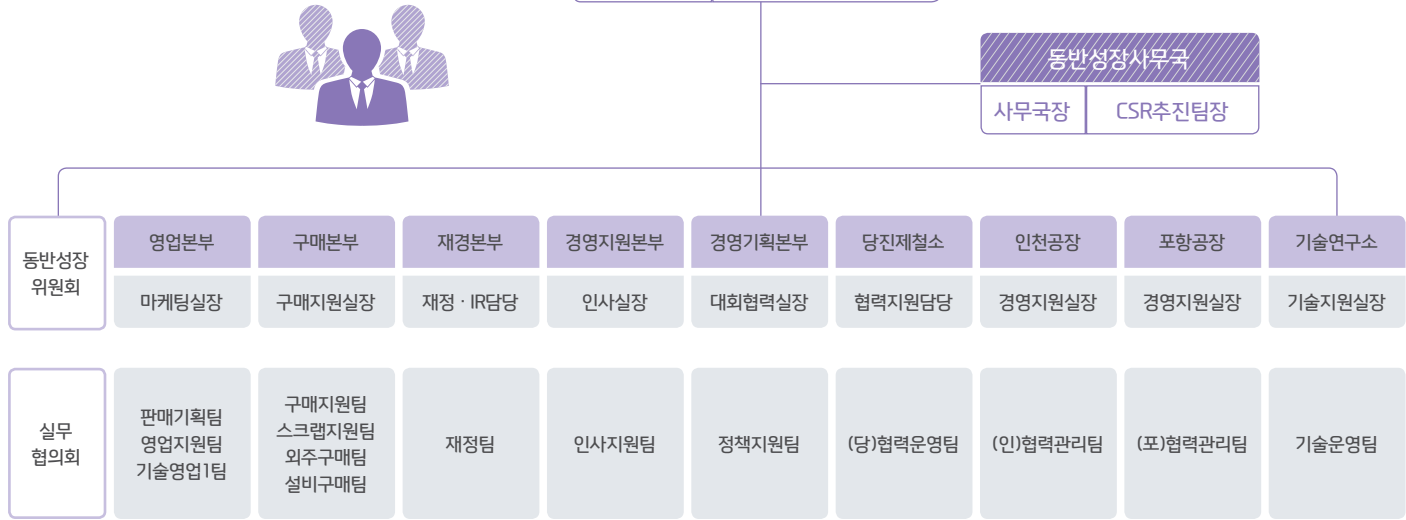 동반성장사무국
사무국장
CSR추진팀장
동반성장
위원회
영업본부
구매본부
재경본부
경영지원본부
경영기획본부
당진제철소
인천공장
포항공장
기술연구소
마케팅실장
구매지원실장
재정 · IR담당
인사실장
대회협력실장
협력지원담당
경영지원실장
경영지원실장
기술지원실장
실무
협의회
판매기획팀
영업지원팀
기술영업1팀
구매지원팀
스크랩지원팀
외주구매팀
설비구매팀
재정팀
인사지원팀
정책지원팀
(당)협력운영팀
(인)협력관리팀
(포)협력관리팀
기술운영팀